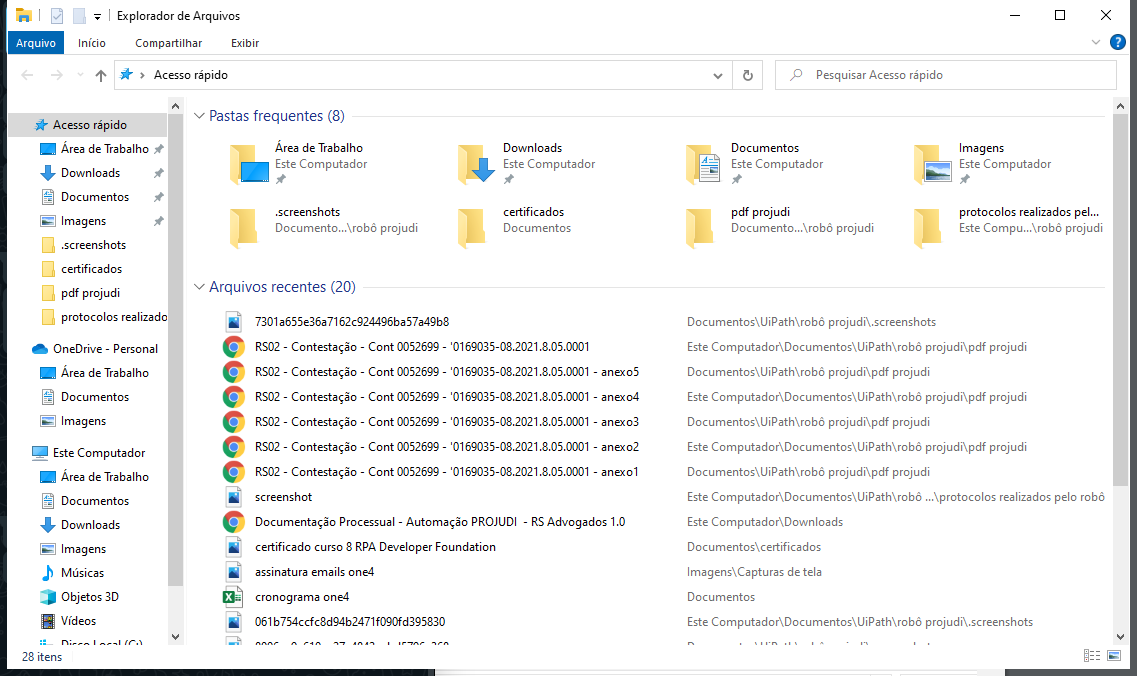 Explorador de Arquivos
Arquivo Início Compartilhar Exibir
Acesso rápido
Pesquisar Acesso rápido
Acesso rápido
Área de Trabalho
Downloads
Documentos
Imagens
.screenshots
certificados
pdf projudi
protocolos realizado
OneDrive - Personal
Área de Trabalho
Documentos
Imagens
Este Computador
Área de Trabalho
Documentos
Downloads
Imagens
Músicas
Objetos 3D
Vídeos
Disco Local (C:)
Pastas frequentes (8)
Área de Trabalho
Este Computador
Downloads
Este Computador
Documentos
Este Computador
Imagens
Este Computador
.screenshots
Documento...\robô projudi
certificados
Documentos
pdf projudi
Documento...\robô projudi
protocolos realizados pel...
Este Compu...\robô projudi
Arquivos recentes (20)
7301a655e36a7162c924496ba57a49b8 Documentos\UiPath\robô projudi\.screenshots
RS02 - Contestação - Cont 0052699 - '0169035-08.2021.8.05.0001 Este Computador\Documentos\UiPath\robô projudi\pdf projudi
RS02 - Contestação - Cont 0052699 - '0169035-08.2021.8.05.0001 - anexo5 Documentos\UiPath\robô projudi\pdf projudi
RS02 - Contestação - Cont 0052699 - '0169035-08.2021.8.05.0001 - anexo4 Este Computador\Documentos\UiPath\robô projudi\pdf projudi
RS02 - Contestação - Cont 0052699 - '0169035-08.2021.8.05.0001 - anexo3 Documentos\UiPath\robô projudi\pdf projudi
RS02 - Contestação - Cont 0052699 - '0169035-08.2021.8.05.0001 - anexo2 Este Computador\Documentos\UiPath\robô projudi\pdf projudi
RS02 - Contestação - Cont 0052699 - '0169035-08.2021.8.05.0001 - anexo1 Documentos\UiPath\robô projudi\pdf projudi
screenshot Este Computador\Documentos\UiPath\robô ...\protocolos realizados pelo robô
Documentação Processual - Automação PROJUDI - RS Advogados 1.0 Este Computador\Downloads
certificado curso 8 RPA Developer Foundation Documentos\certificados
assinatura emails one4 Imagens\Capturas de tela
cronograma one4 Documentos
061b754ccfc8d94b2471f090fd395830 Documentos\UiPath\robô projudi\.screenshots
28 itens